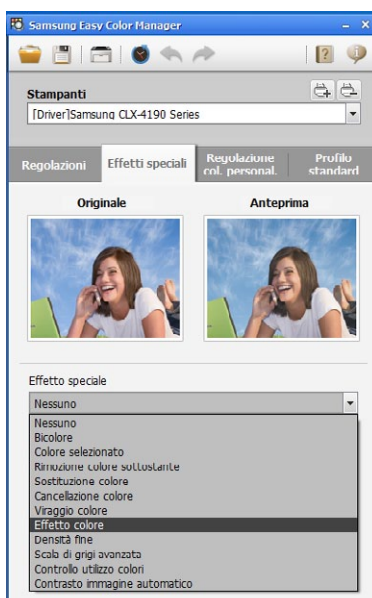 Samsung Easy Color Manager
Stampanti
[Driver]Samsung CLX-4190 Series
Regolazioni
Effetti speciali
Regolazione
col. personal.
Profilo
standard
Originale
Anteprima
Effetto speciale
Nessuno
Nessuno
Bicolore
Colore selezionato
Rimozione colore sottostante
Sostituzione colore
Cancellazione colore
Viraggio colore
Effetto colore
Densità fine
Scala di grigi avanzata
Controllo utilizzo colori
Contrasto immagine automatico